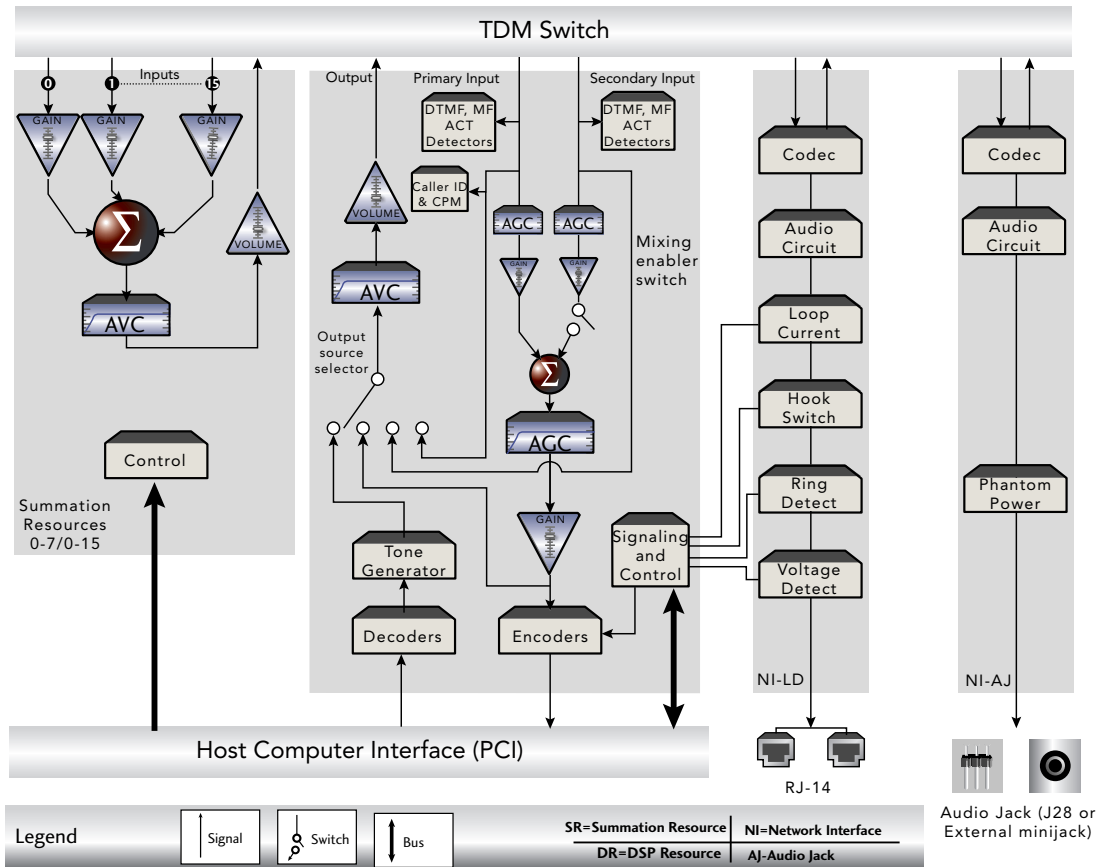 TDM Switch
Inputs
0
1
15
GAIN
GAIN
GAIN
Σ
VOLUME
AVC
Control
Summation
Resources
0-7/0-15
Output
Primary Input
Secondary Input
DTMF, MF
ACT
Detectors
DTMF, MF
ACT
Detectors
Caller ID
& CPM
VOLUME
AGC
AGC
GAIN
GAIN
Mixing
enabler
switch
AVC
Output
source
selector
Σ
AGC
GAIN
Tone
Generator
Signaling
and
Control
Decoders
Encoders
Codec
Audio
Circuit
Loop
Current
Hook
Switch
Ring
Detect
Voltage
Detect
NI-LD
Codec
Audio
Circuit
Phantom
Power
NI-AJ
Host Computer Interface (PCI)
RJ-14
Audio Jack (J28 or
External minijack)
Legend
Signal
Switch
Bus
SR=Summation Resource
NI=Network Interface
DR=DSP Resource
AJ-Audio Jack